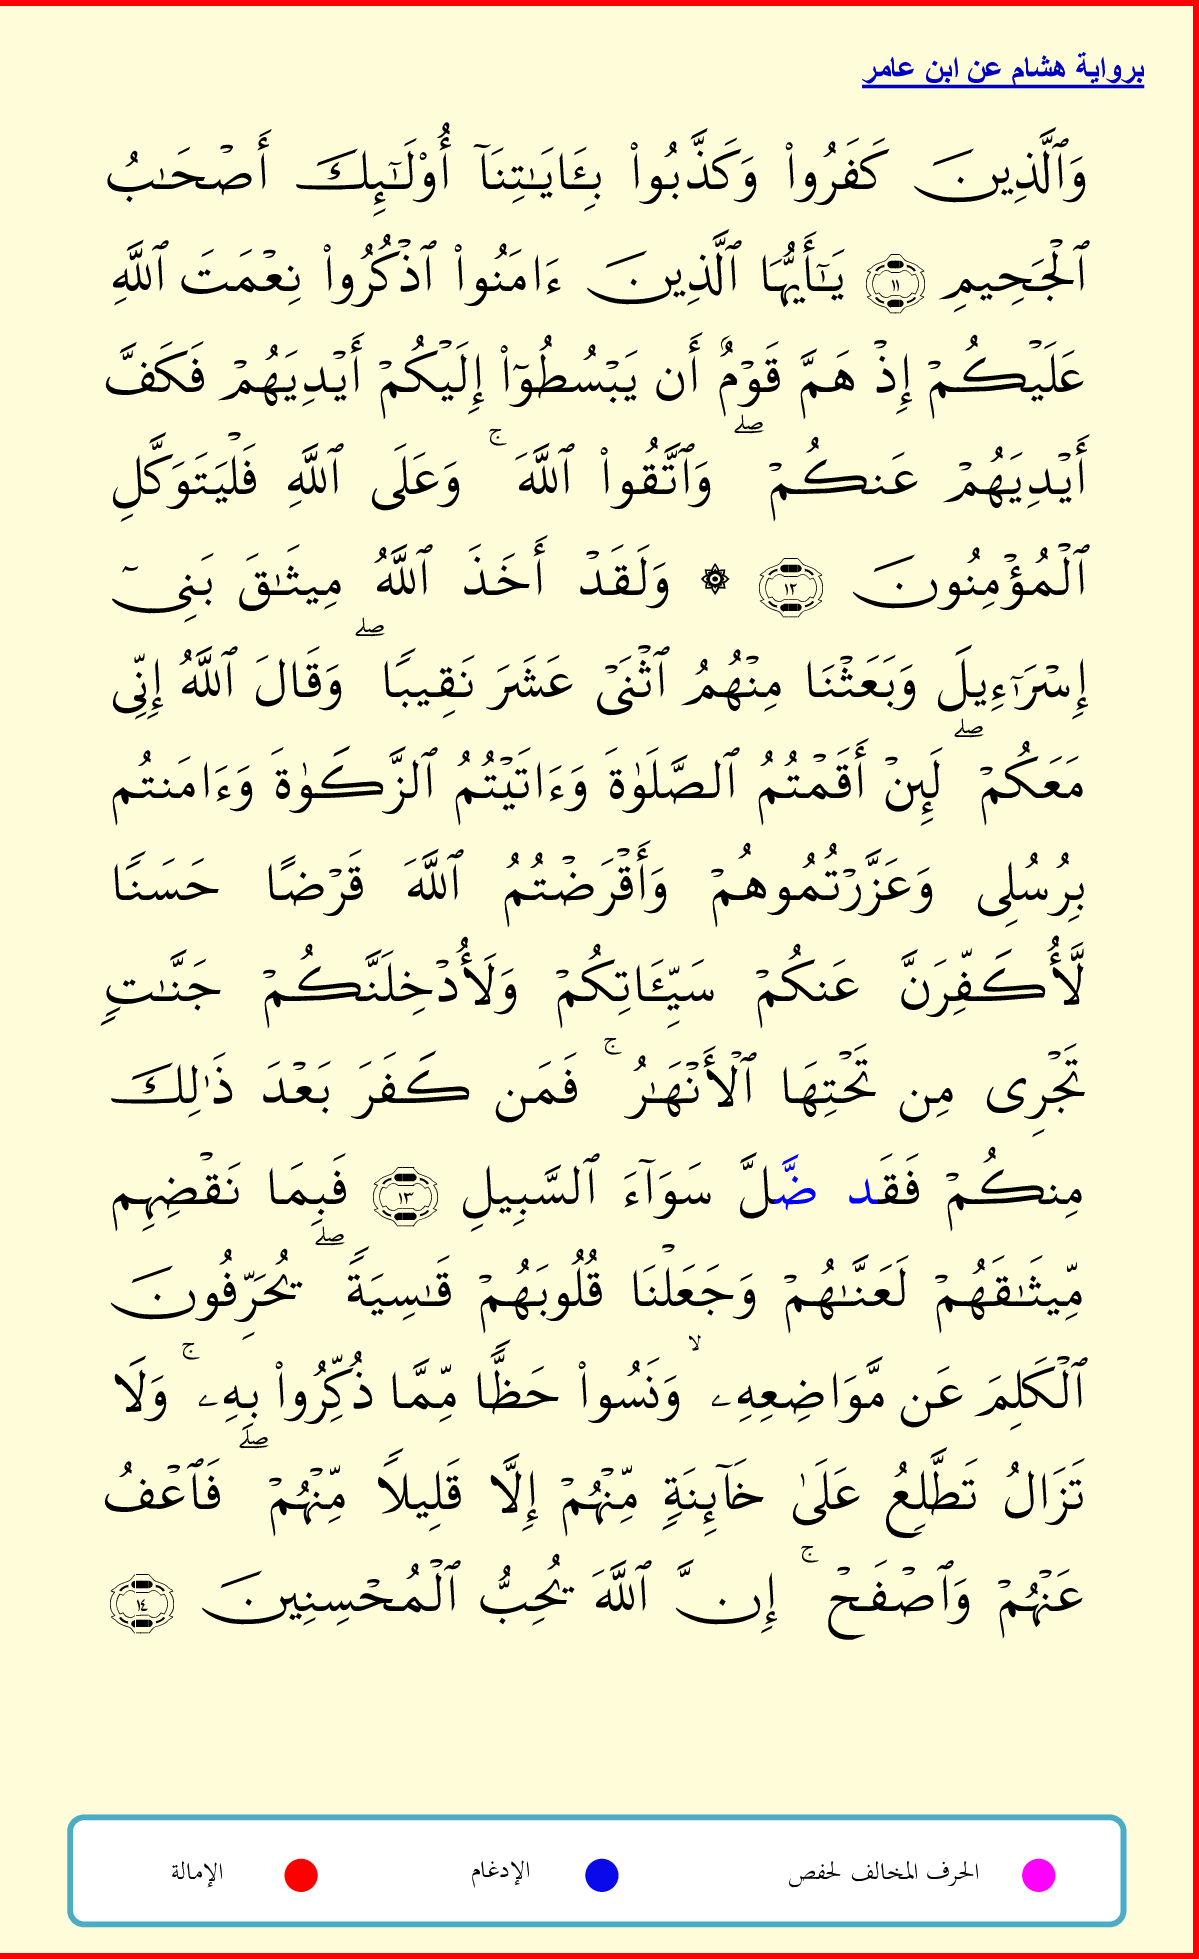 برواية هشام عن ابن عامر
وَٱلَّذِينَ كَفَرُوا۟ وَكَذَّبُوا۟ بِـَٔايَـٰتِنَآ أُو۟لَـٰٓئِكَ أَصْحَـٰبُ
ٱلْجَحِيمِ ١١ يَـٰٓأَيُّهَا ٱلَّذِينَ ءَامَنُوا۟ ٱذْكُرُوا۟ نِعْمَتَ ٱللَّهِ
عَلَيْكُمْ إِذْ هَمَّ قَوْمٌ أَن يَبْسُطُوٓا۟ إِلَيْكُمْ أَيْدِيَهُمْ فَكَفَّ
أَيْدِيَهُمْ عَنكُمْ ۖ وَٱتَّقُوا۟ ٱللَّهَ ۚ وَعَلَى ٱللَّهِ فَلْيَتَوَكَّلِ
ٱلْمُؤْمِنُونَ ١٢ ۞ وَلَقَدْ أَخَذَ ٱللَّهُ مِيثَـٰقَ بَنِىٓ
إِسْرَٰٓءِيلَ وَبَعَثْنَا مِنْهُمُ ٱثْنَىْ عَشَرَ نَقِيبًا ۖ وَقَالَ ٱللَّهُ إِنِّى
مَعَكُمْ ۖ لَئِنْ أَقَمْتُمُ ٱلصَّلَوٰةَ وَءَاتَيْتُمُ ٱلزَّكَوٰةَ وَءَامَنتُم
بِرُسُلِى وَعَزَّرْتُمُوهُمْ وَأَقْرَضْتُمُ ٱللَّهَ قَرْضًا حَسَنًا
لَّأُكَفِّرَنَّ عَنكُمْ سَيِّـَٔاتِكُمْ وَلَأُدْخِلَنَّكُمْ جَنَّـٰتٍ
تَجْرِى مِن تَحْتِهَا ٱلْأَنْهَـٰرُ ۚ فَمَن كَفَرَ بَعْدَ ذَٰلِكَ
مِنكُمْ فَقَد ضَّلَّ سَوَآءَ ٱلسَّبِيلِ ١٣ فَبِمَا نَقْضِهِم
مِّيثَـٰقَهُمْ لَعَنَّـٰهُمْ وَجَعَلْنَا قُلُوبَهُمْ قَـٰسِيَةً ۖ يُحَرِّفُونَ
ٱلْكَلِمَ عَن مَّوَاضِعِهِۦ ۙ وَنَسُوا۟ حَظًّا مِّمَّا ذُكِّرُوا۟ بِهِۦ ۚ وَلَا
تَزَالُ تَطَّلِعُ عَلَىٰ خَآئِنَةٍ مِّنْهُمْ إِلَّا قَلِيلًا مِّنْهُمْ ۖ فَٱعْفُ
عَنْهُمْ وَٱصْفَحْ ۚ إِنَّ ٱللَّهَ يُحِبُّ ٱلْمُحْسِنِينَ ١٤
الحرف المخالف لحفص الإدغام الإمالة